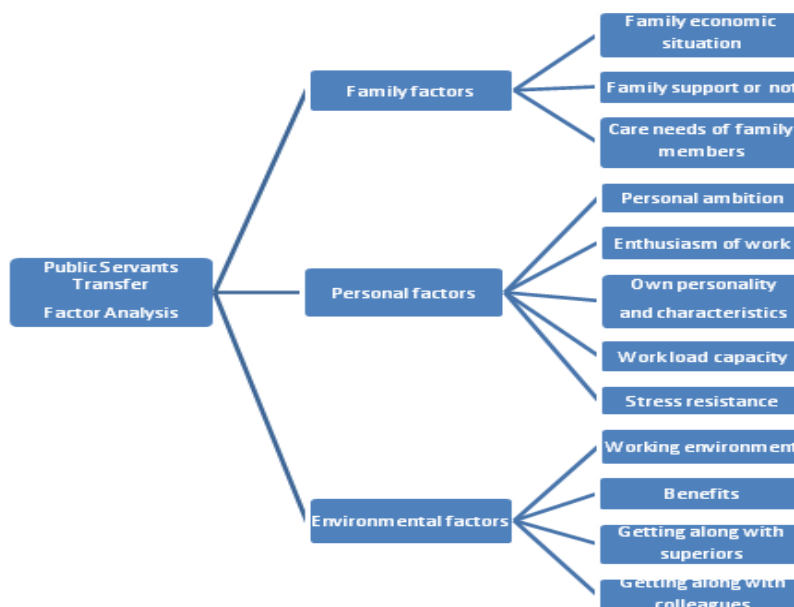 Public Servants
Transfer
Factor Analysis
Family factors
Family economic
situation
Family support or not
Care needs of family
members
Personal factors
Personal ambition
Enthusiasm of work
Own personality
and characteristics
Work load capacity
Stress resistance
Environmental factors
Working environment
Benefits
Getting along with
superiors
Getting along with
colleagues